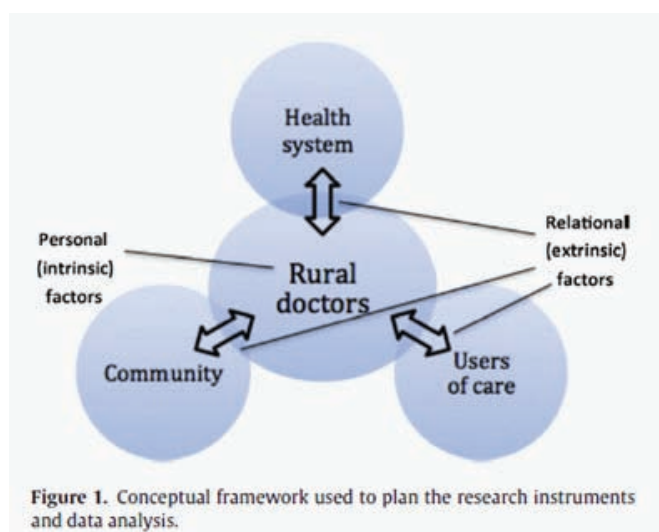 Health
system
Personal
(intrinsic)
factors
Relational
(extrinsic)
factors
Rural
doctors
Community
Users
of care
Figure 1. Conceptual framework used to plan the research instruments
and data analysis.